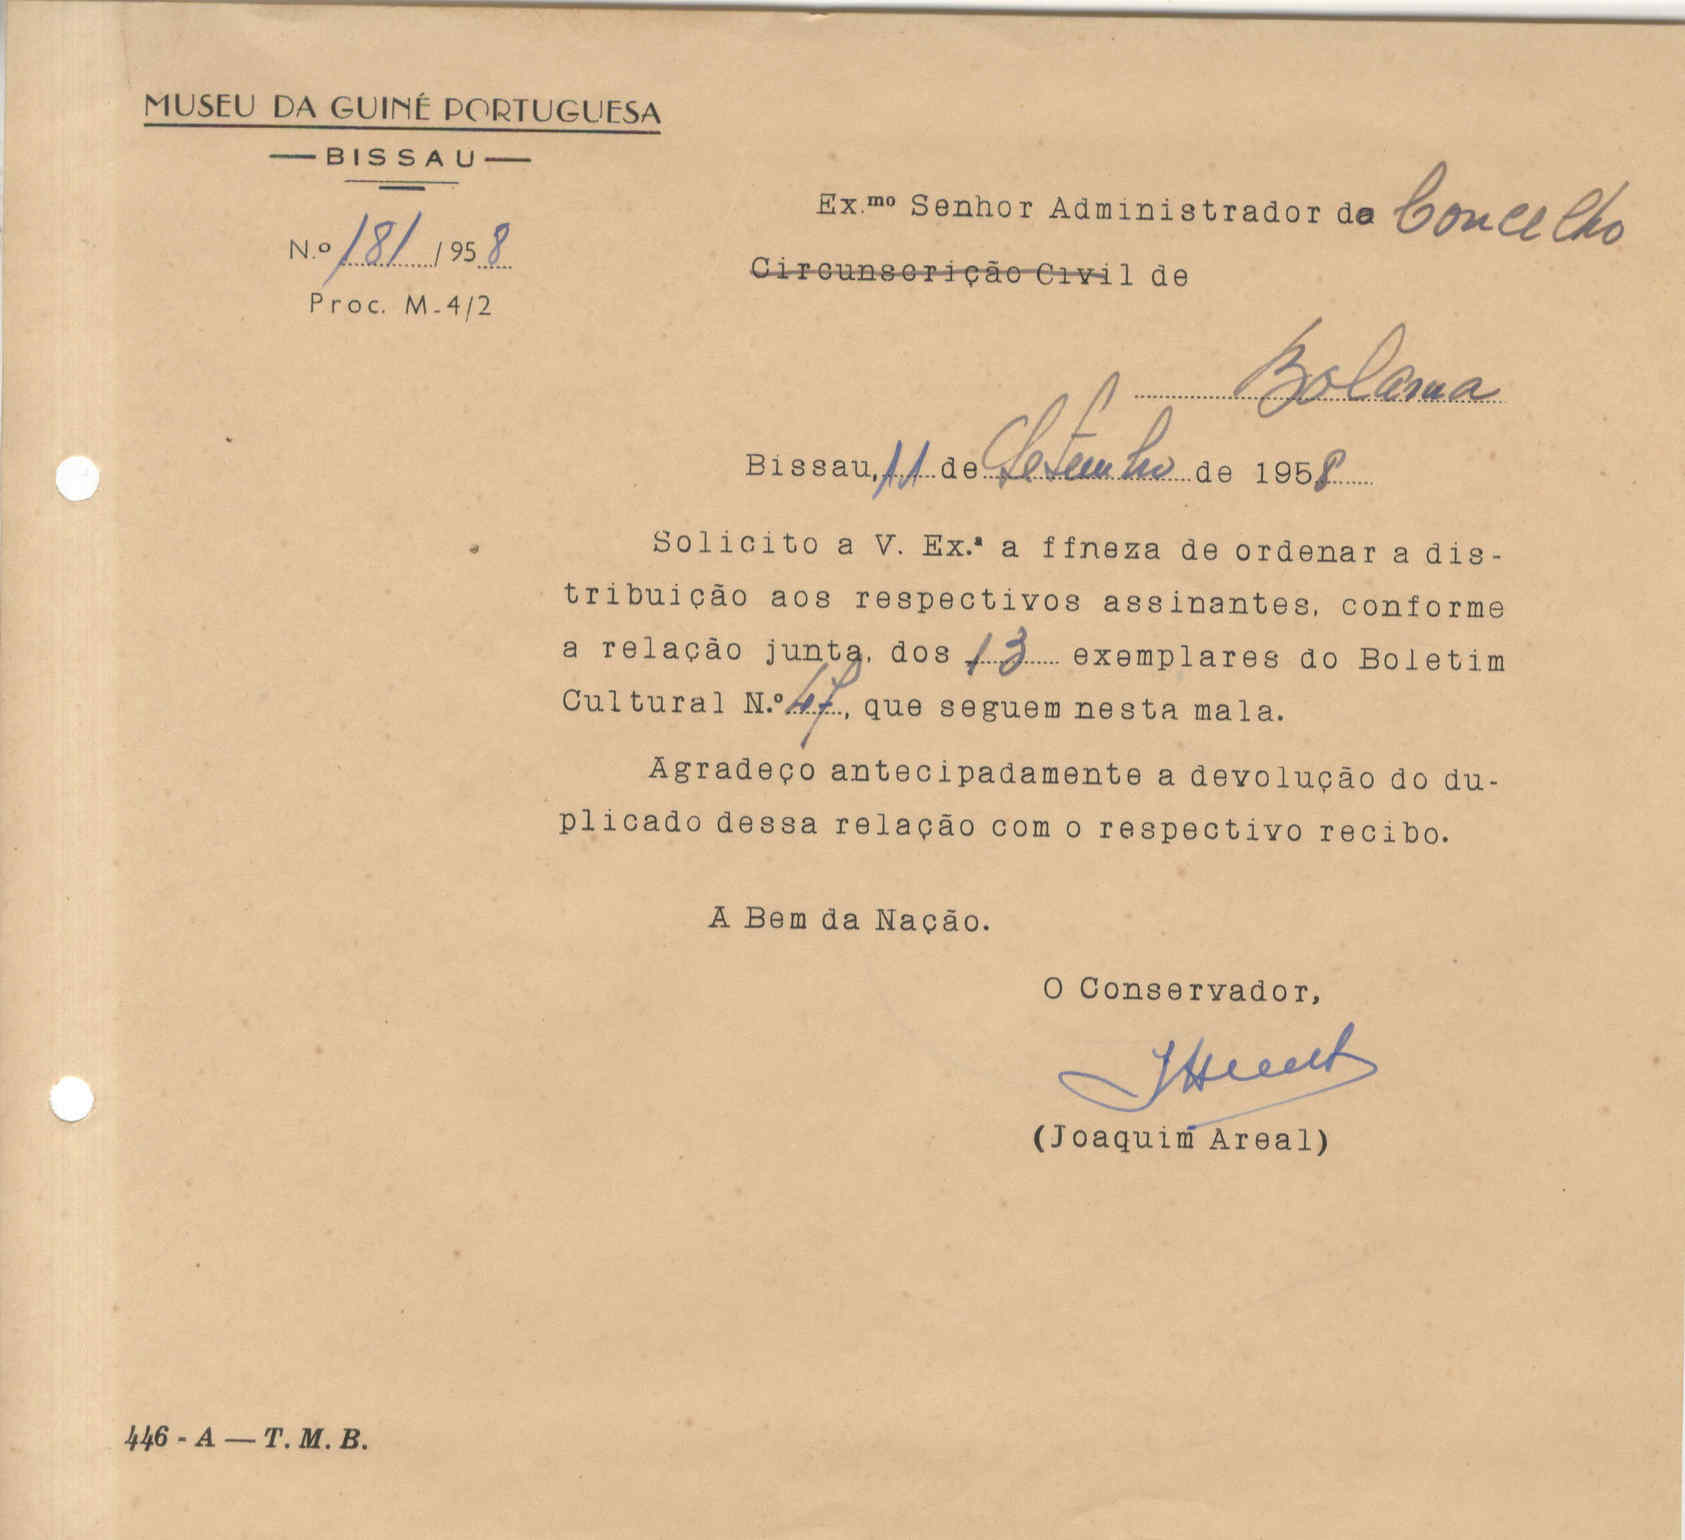 MUSEU DA GUINÉ PORTUGUESA
— BISSAU —
N.º 181/958
Proc. M-4/2
Ex.mo Senhor Administrador do Concelho
Circunscrição Civil de
Bolama
Bissau, 11 de Setembro de 1958
Solicito a V. Ex.ª a ffneza de ordenar a dis-
tribuição aos respectivos assinantes, conforme
a relação junta, dos 13 exemplares do Boletim
Cultural N.º 47, que seguem nesta mala.
Agradeço antecipadamente a devolução do du-
plicado dessa relação com o respectivo recibo.
A Bem da Nação.
O Conservador,
(Joaquim Areal)
446 - A — T. M. B.